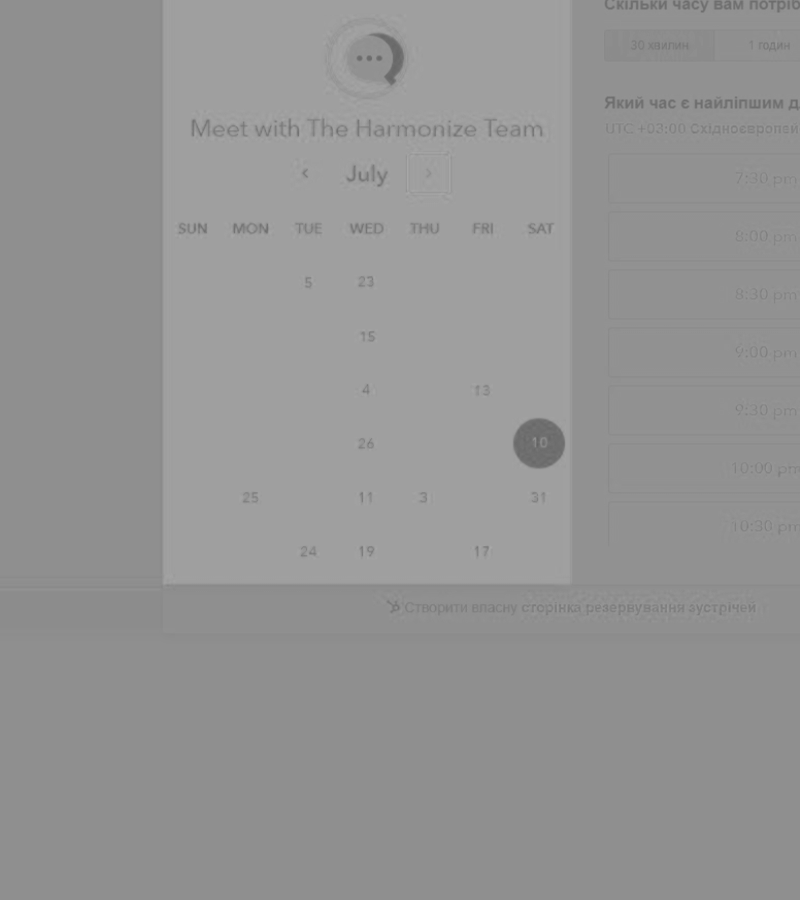 Meet with The Harmonize Team
‹ July ›
SUN MON TUE WED THU FRI SAT
5 23
15
4 13
26 10
25 11 3 31
24 19 17
Скільки часу вам потріб
30 хвилин 1 годин
Який час є найліпшим д
UTC +03:00 Східноєвропей
7:30 pm
8:00 pm
8:30 pm
9:00 pm
9:30 pm
10:00 pm
10:30 pm
Створити власну сторінка резервування зустрічей